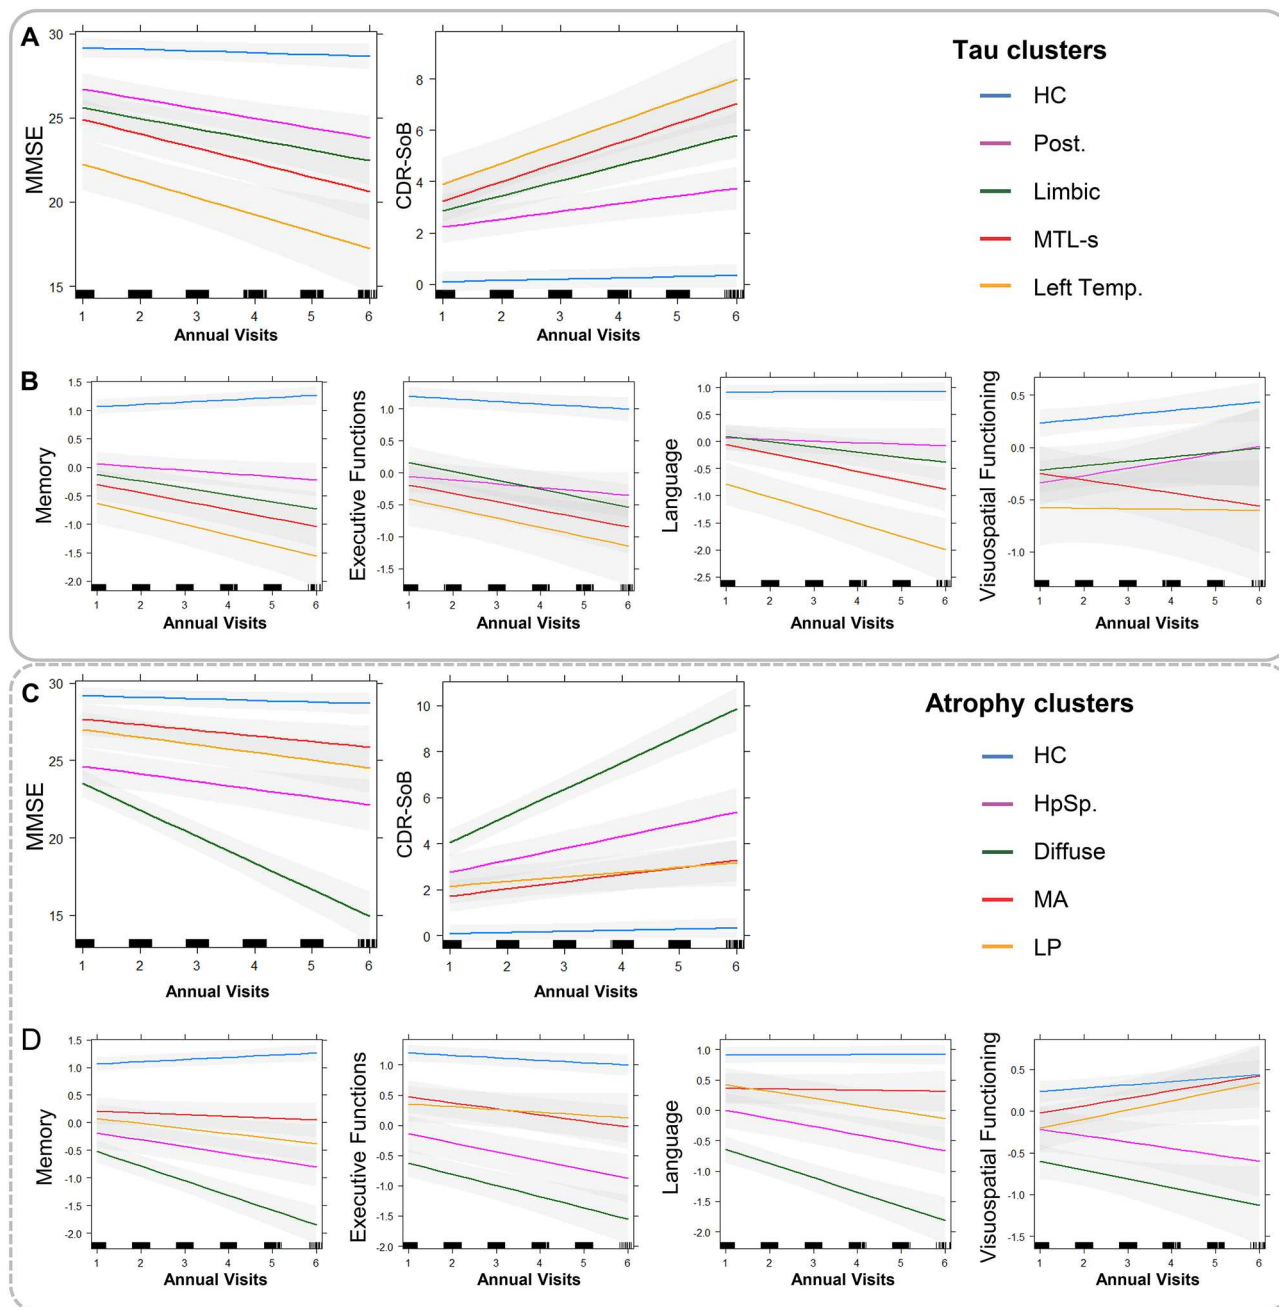 A
MMSE
30
25
20
15
1 2 3 4 5 6
Annual Visits
CDR-SoB
8
6
4
2
0
1 2 3 4 5 6
Annual Visits
Tau clusters
HC
Post.
Limbic
MTL-s
Left Temp.
B
Memory
1.5
1.0
0.5
0.0
-0.5
-1.0
-1.5
-2.0
1 2 3 4 5 6
Annual Visits
Executive Functions
1.0
0.5
0.0
-0.5
-1.0
-1.5
1 2 3 4 5 6
Annual Visits
Language
1.0
0.5
0.0
-0.5
-1.0
-1.5
-2.0
-2.5
1 2 3 4 5 6
Annual Visits
Visuospatial Functioning
0.5
0.0
-0.5
-1.0
1 2 3 4 5 6
Annual Visits
C
MMSE
30
25
20
15
1 2 3 4 5 6
Annual Visits
CDR-SoB
10
8
6
4
2
0
1 2 3 4 5 6
Annual Visits
Atrophy clusters
HC
HpSp.
Diffuse
MA
LP
D
Memory
1.5
1.0
0.5
0.0
-0.5
-1.0
-1.5
-2.0
1 2 3 4 5 6
Annual Visits
Executive Functions
1.0
0.5
0.0
-0.5
-1.0
-1.5
-2.0
1 2 3 4 5 6
Annual Visits
Language
1.0
0.5
0.0
-0.5
-1.0
-1.5
-2.0
1 2 3 4 5 6
Annual Visits
Visuospatial Functioning
0.5
0.0
-0.5
-1.0
-1.5
1 2 3 4 5 6
Annual Visits